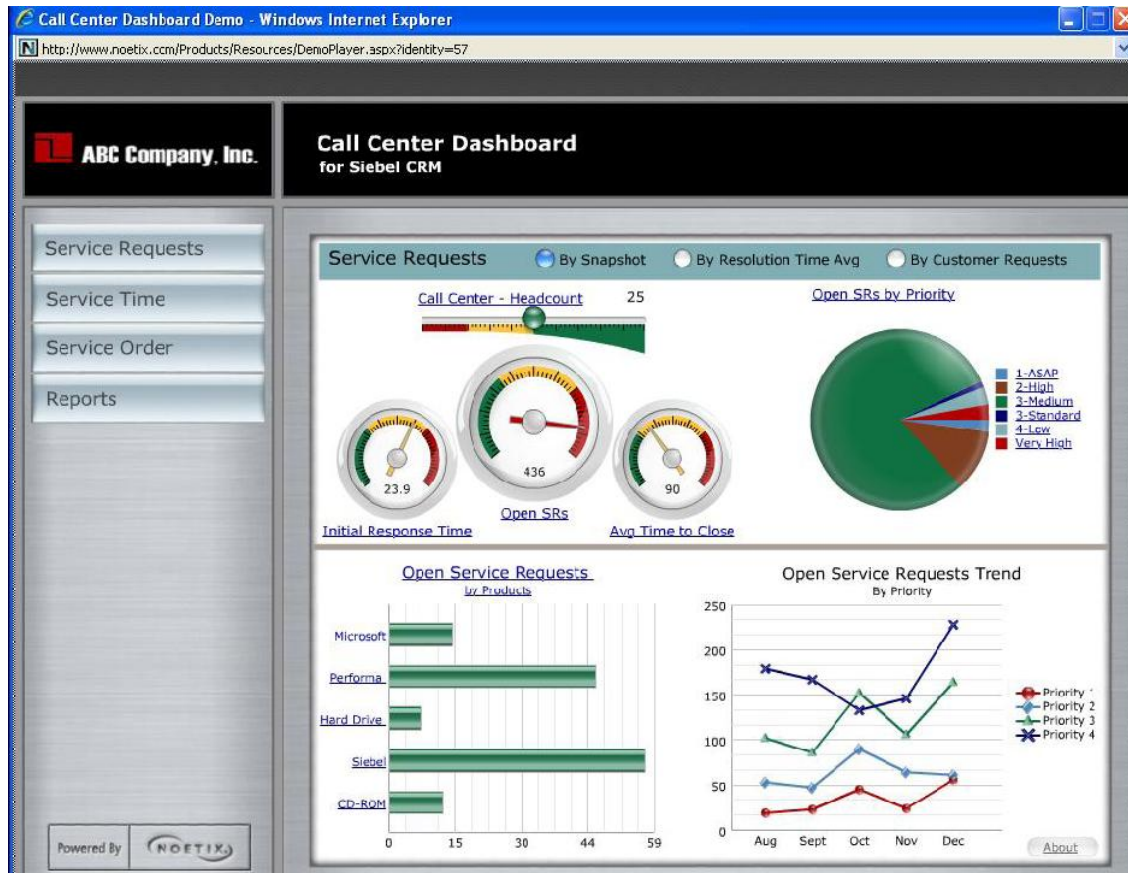 Call Center Dashboard Demo - Windows Internet Explorer
http://www.noetix.com/Products/Resources/DemoPlayer.aspx?identity=57
ABC Company, Inc.
Call Center Dashboard
for Siebel CRM
Service Requests
Service Time
Service Order
Reports
Service Requests By Snapshot By Resolution Time Avg By Customer Requests
Call Center - Headcount 25
23.9
436
90
Initial Response Time
Open SRs
Avg Time to Close
Open SRs by Priority
1-ASAP
2-High
3-Medium
3-Standard
4-Low
Very High
Open Service Requests
by Products
Microsoft
Performa
Hard Drive
Siebel
CD-ROM
0 15 30 44 59
Open Service Requests Trend
By Priority
250
200
150
100
50
0
Aug Sept Oct Nov Dec
Priority 1
Priority 2
Priority 3
Priority 4
About
Powered By NOETIX